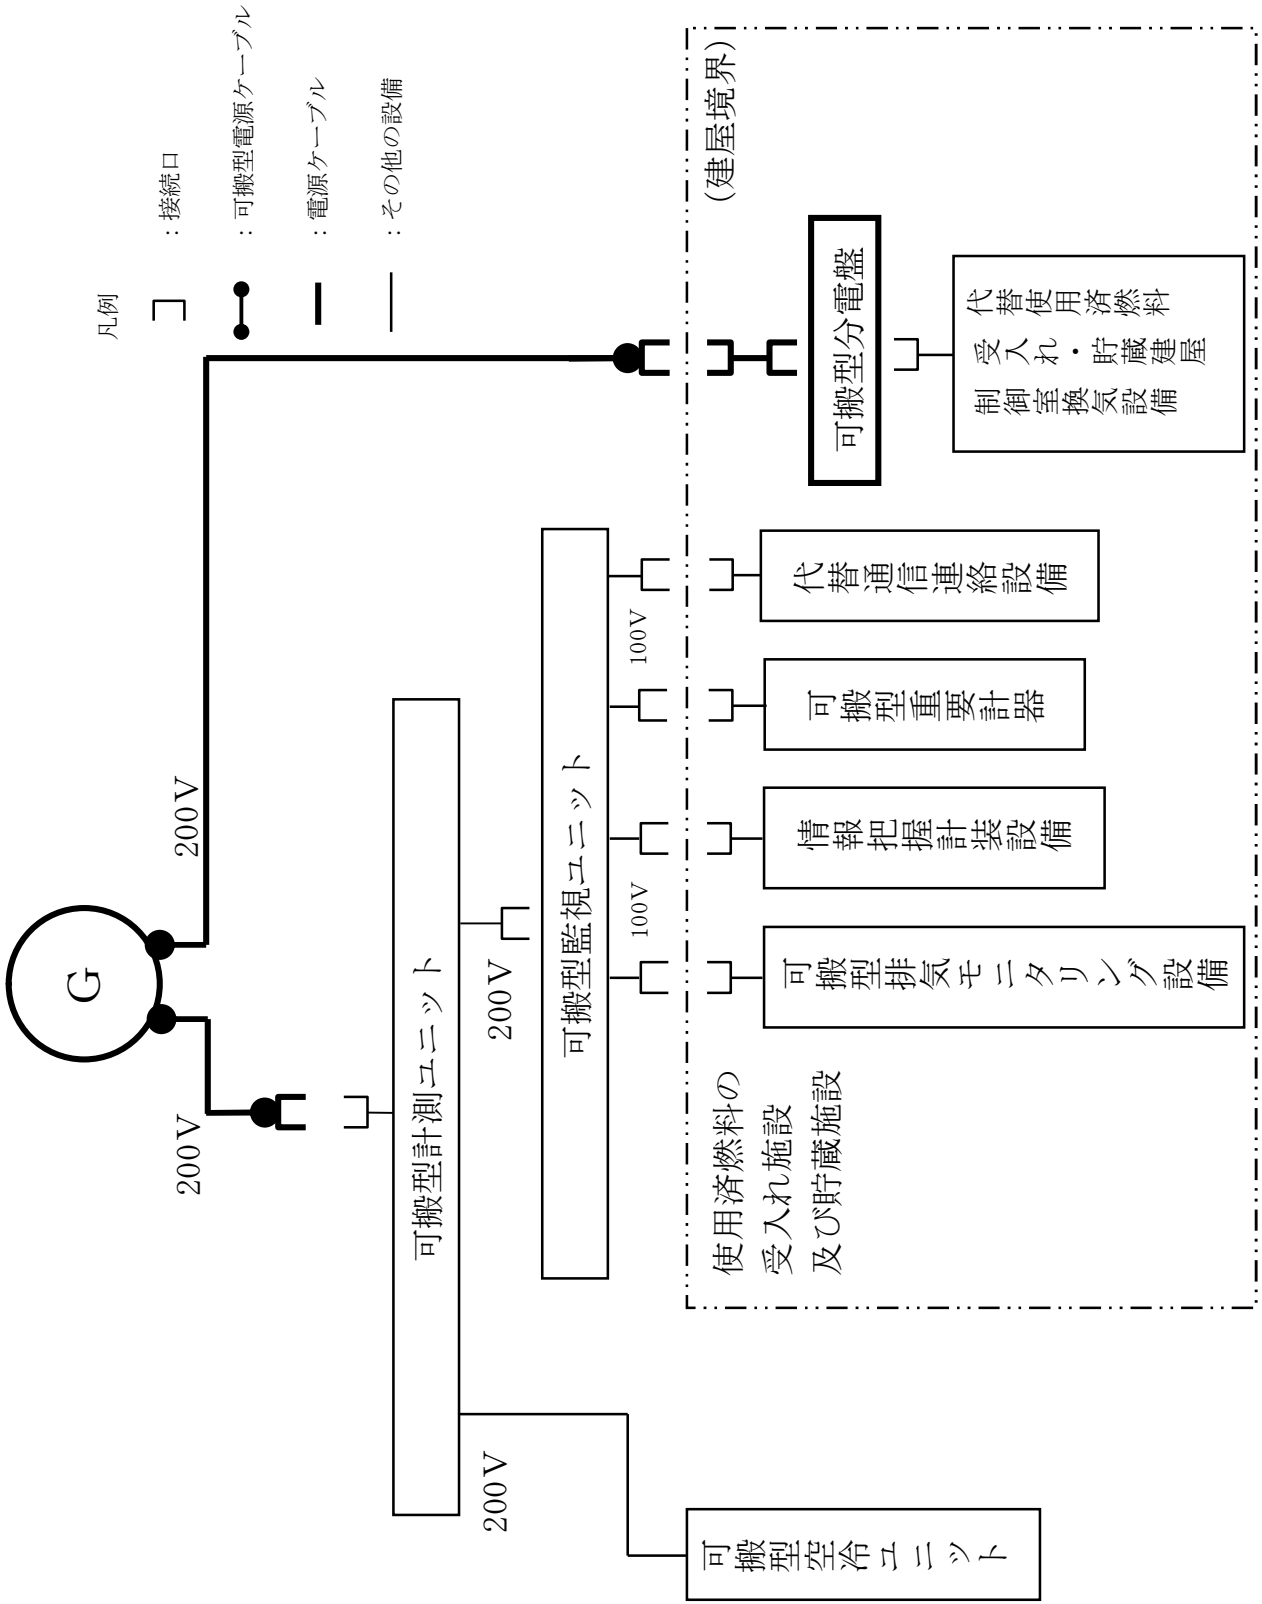 凡例
：接続口
：可搬型電源ケーブル
：電源ケーブル
：その他の設備
G
200V
200V
可搬型計測ユニット
200V
200V
可搬型監視ユニット
100V
100V
(建屋境界)
使用済燃料の
受入れ施設
及び貯蔵施設
可搬型空冷ユニット
可搬型排気モニタリング設備
情報把握計装設備
可搬型重要計器
代替通信連絡設備
可搬型分電盤
代替使用済燃料
受入れ・貯蔵建屋
制御室換気設備